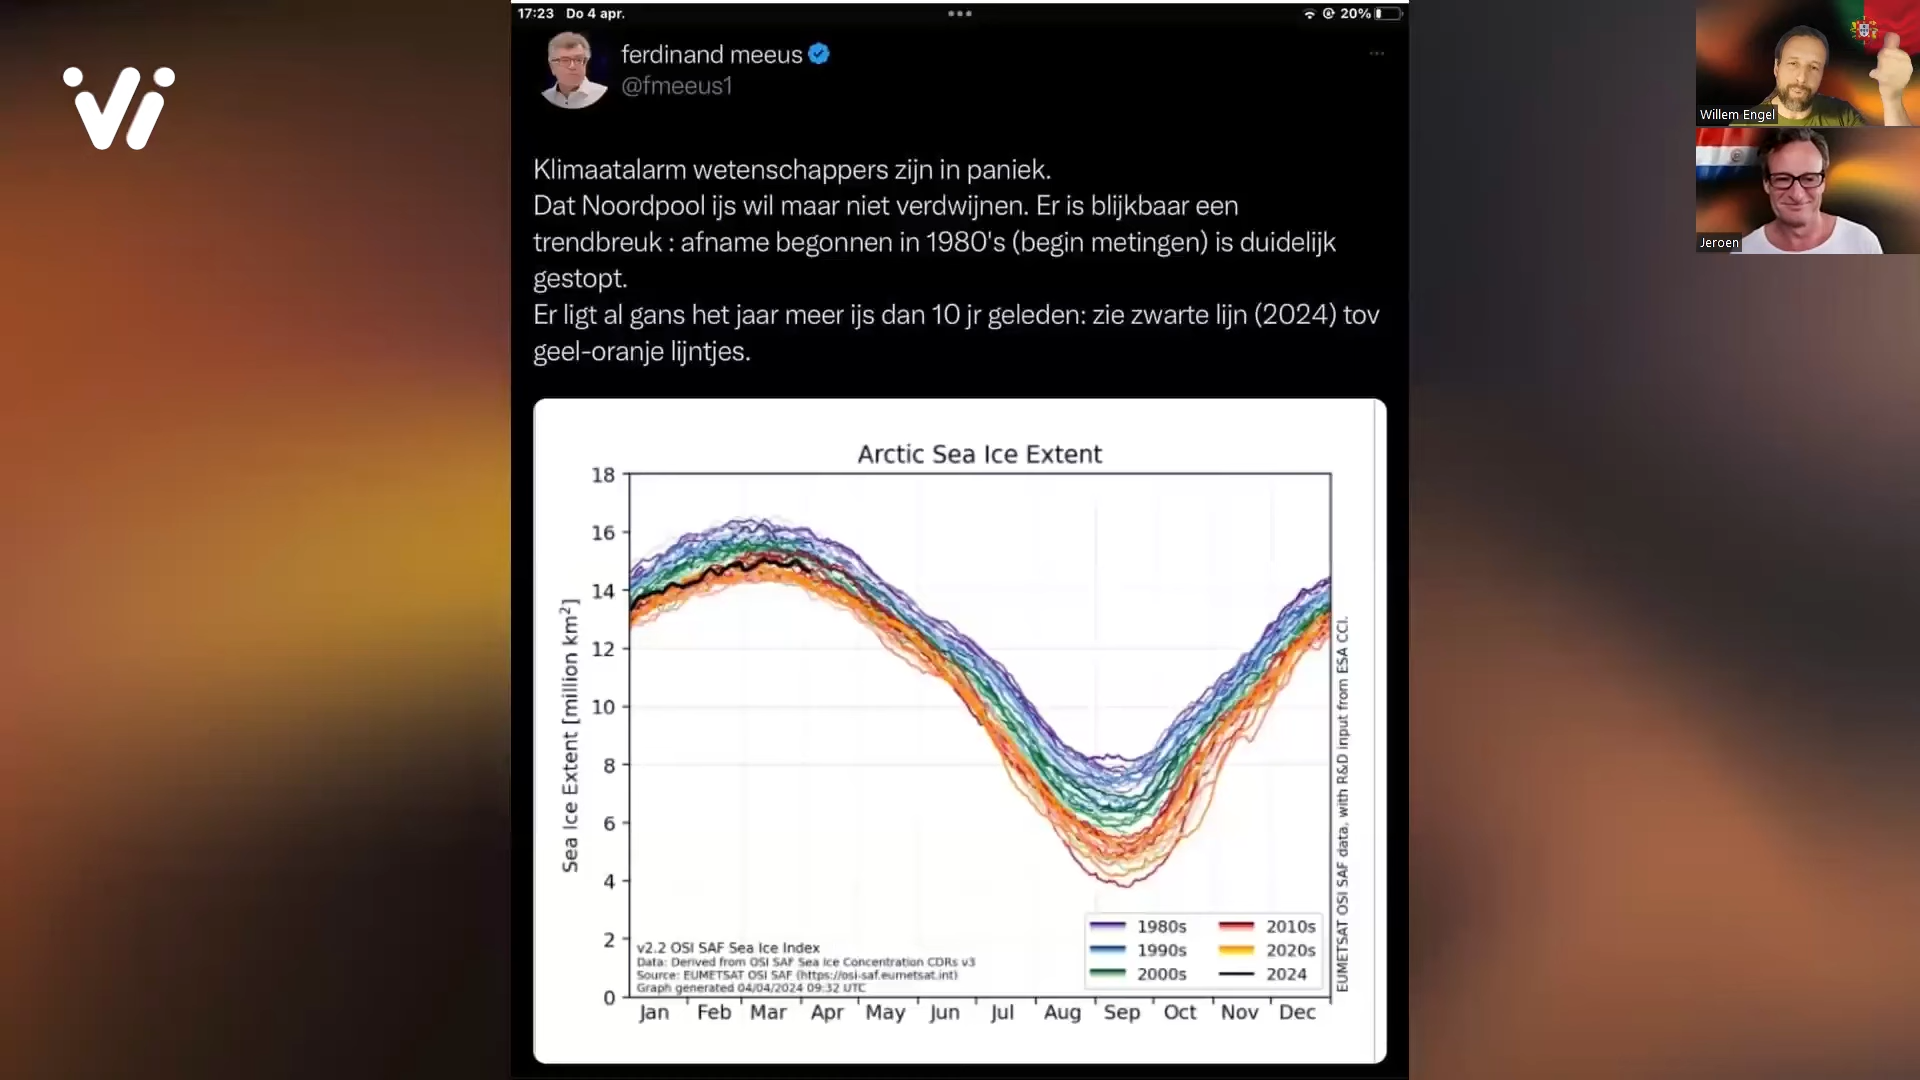 17:23 Do 4 apr.
20%
Vi
ferdinand meeus
@fmeeus1
Willem Engel
Jeroen
Klimaatalarm wetenschappers zijn in paniek.
Dat Noordpool ijs wil maar niet verdwijnen. Er is blijkbaar een
trendbreuk : afname begonnen in 1980's (begin metingen) is duidelijk
gestopt.
Er ligt al gans het jaar meer ijs dan 10 jr geleden: zie zwarte lijn (2024) tov
geel-oranje lijntjes.
Arctic Sea Ice Extent
Sea Ice Extent [million km²]
18
16
14
12
10
8
6
4
2
0
1980s
1990s
2000s
2010s
2020s
2024
v2.2 OSI SAF Sea Ice Index
Data: Derived from OSI SAF Sea Ice Concentration CDRs v3
Source: EUMETSAT OSI SAF (https://osi-saf.eumetsat.int)
Graph generated 04/04/2024 09:32 UTC
Jan Feb Mar Apr May Jun Jul Aug Sep Oct Nov Dec
EUMETSAT OSI SAF data, with R&D input from ESA CCI.